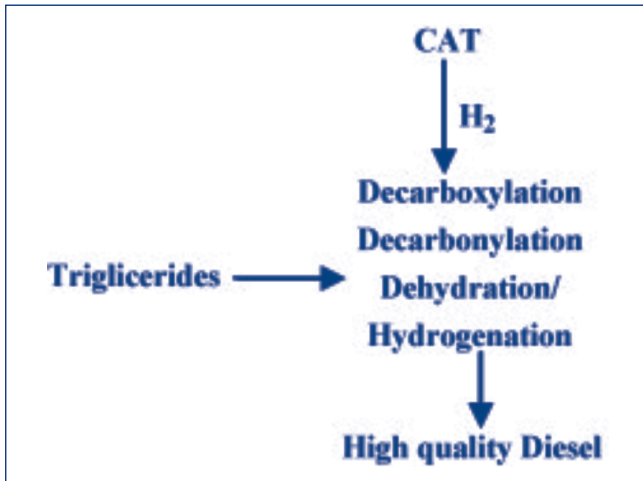 CAT
H₂
Decarboxylation
Decarbonylation
Triglicerides
Dehydration/
Hydrogenation
High quality Diesel